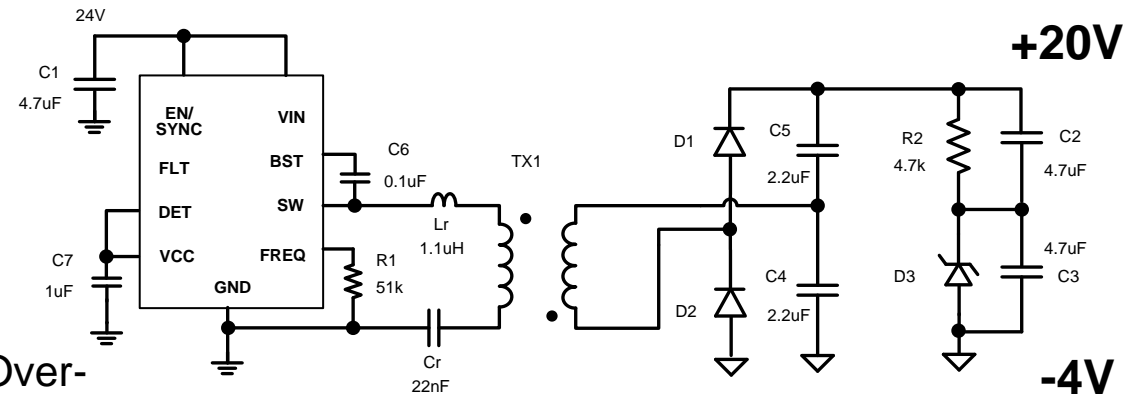 24V
+20V
C1
4.7uF
EN/
SYNC
VIN
FLT
BST
C6
0.1uF
TX1
D1
C5
2.2uF
R2
4.7k
C2
4.7uF
DET
SW
Lr
1.1uH
VCC
FREQ
C7
1uF
GND
R1
51k
C4
2.2uF
D2
D3
4.7uF
C3
Cr
22nF
Over-
-4V